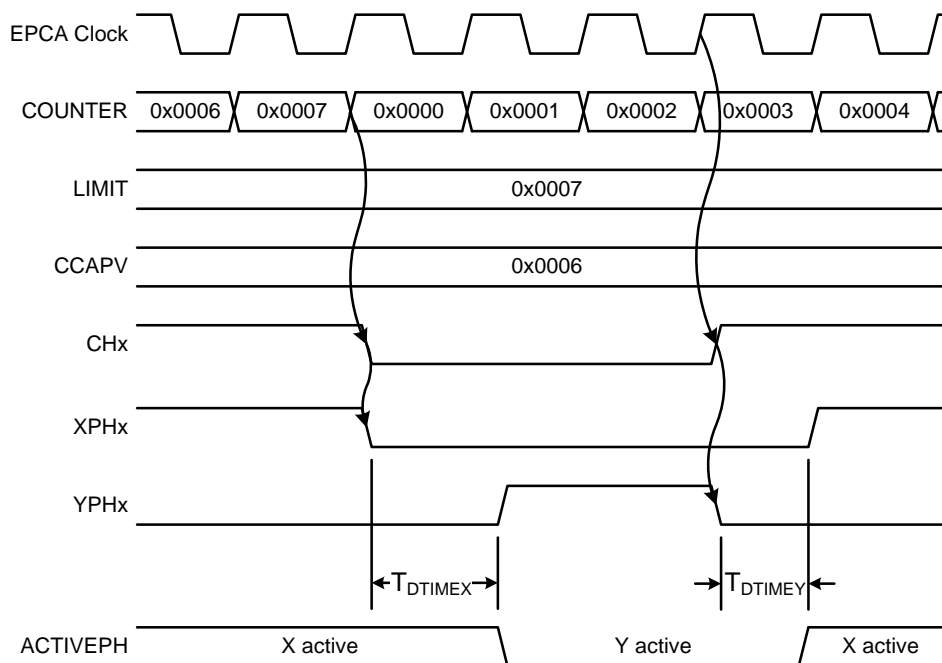 EPCA Clock
COUNTER 0x0006 0x0007 0x0000 0x0001 0x0002 0x0003 0x0004
LIMIT 0x0007
CCAPV 0x0006
CHx
XPHx
YPHx
TDTIMEX TDTIMEY
ACTIVEPH X active Y active X active